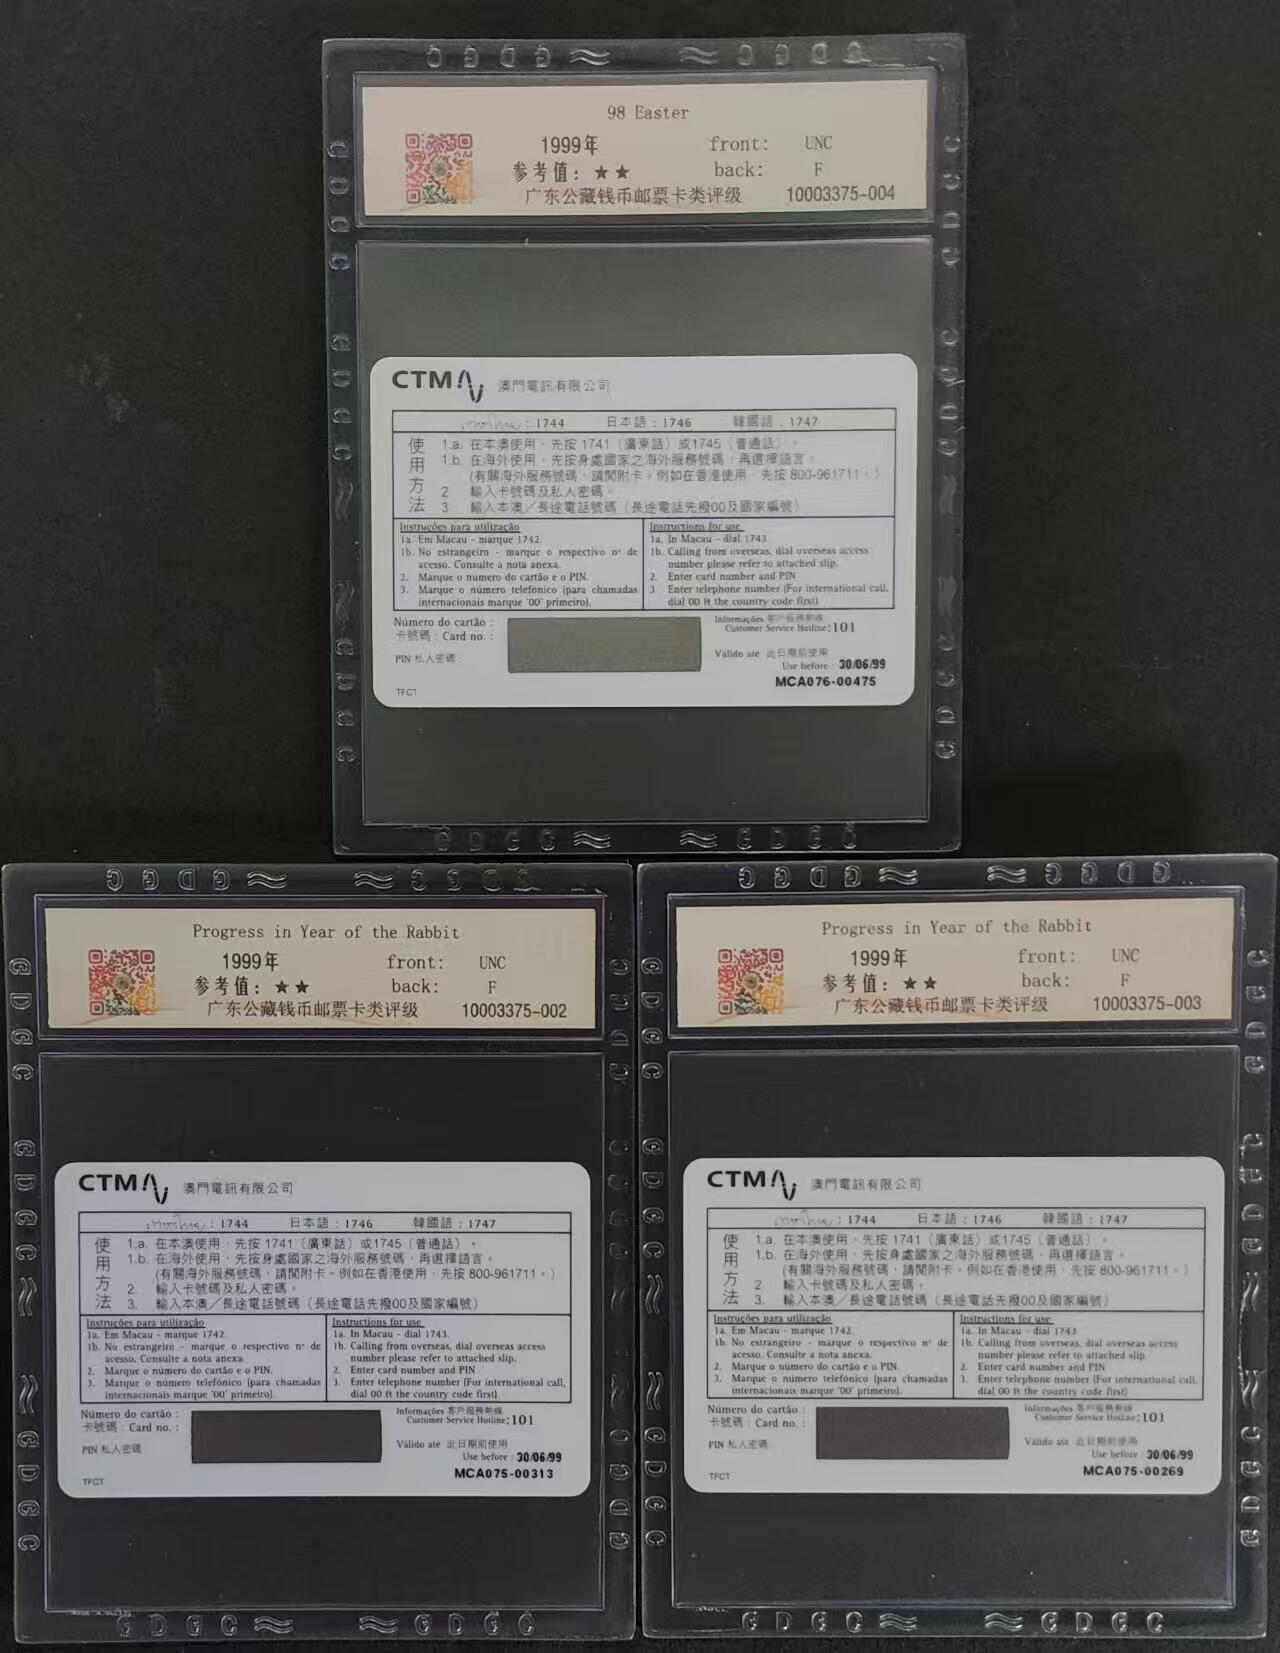 G D G C
98 Easter
1999年 front: UNC
参考值：★★ back: F
广东公藏钱币邮票卡类评级 10003375-004
CTM 澳門電訊有限公司
: 1744 日本語 : 1746 韓國語 : 1747
使用方法
1.a. 在本澳使用，先按 1741（廣東話）或1745（普通話）。
1.b. 在海外使用，先按身處國家之海外服務號碼，再選擇語言。
(有關海外服務號碼，請閱附卡。例如在香港使用，先按 800-961711。)
2 輸入卡號碼及私人密碼。
3 輸入本澳／長途電話號碼（長途電話先撥00及國家編號）
Instruções para utilização
1a. Em Macau - marque 1742.
1b. No estrangeiro - marque o respectivo nº de
acesso. Consulte a nota anexa.
2. Marque o número do cartão e o PIN.
3. Marque o número telefónico (para chamadas
internacionais marque '00' primeiro).
Instructions for use
1a. In Macau - dial 1743
1b. Calling from overseas, dial overseas access
number please refer to attached slip.
2 Enter card number and PIN
3 Enter telephone number (For international call,
dial 00 & the country code first)
Número do cartão :
卡號碼 : Card no. :
PIN 私人密碼
TFCT
Informações 客戶服務熱線
Customer Service Hotline: 101
Válido até 此日期前使用
Use before : 30/06/99
MCA076-00475
G D G C
Progress in Year of the Rabbit
1999年 front: UNC
参考值：★★ back: F
广东公藏钱币邮票卡类评级 10003375-002
CTM 澳門電訊有限公司
: 1744 日本語 : 1746 韓國語 : 1747
使用方法
1.a. 在本澳使用，先按 1741（廣東話）或1745（普通話）。
1.b. 在海外使用，先按身處國家之海外服務號碼，再選擇語言。
(有關海外服務號碼，請閱附卡。例如在香港使用，先按 800-961711。)
2. 輸入卡號碼及私人密碼。
3. 輸入本澳／長途電話號碼（長途電話先撥00及國家編號）
Instruções para utilização
1a. Em Macau - marque 1742.
1b. No estrangeiro - marque o respectivo nº de
acesso. Consulte a nota anexa.
2. Marque o número do cartão e o PIN.
3. Marque o número telefónico (para chamadas
internacionais marque '00' primeiro).
Instructions for use
1a. In Macau - dial 1743.
1b. Calling from overseas, dial overseas access
number please refer to attached slip.
2. Enter card number and PIN
3. Enter telephone number (For international call,
dial 00 & the country code first)
Número do cartão :
卡號碼 : Card no. :
PIN 私人密碼
TFCT
Informações 客戶服務熱線
Customer Service Hotline: 101
Válido até 此日期前使用
Use before : 30/06/99
MCA075-00313
G D G C
Progress in Year of the Rabbit
1999年 front: UNC
参考值：★★ back: F
广东公藏钱币邮票卡类评级 10003375-003
CTM 澳門電訊有限公司
: 1744 日本語 : 1746 韓國語 : 1747
使用方法
1.a. 在本澳使用，先按 1741（廣東話）或1745（普通話）。
1.b. 在海外使用，先按身處國家之海外服務號碼，再選擇語言。
(有關海外服務號碼，請閱附卡。例如在香港使用，先按 800-961711。)
2. 輸入卡號碼及私人密碼。
3. 輸入本澳／長途電話號碼（長途電話先撥00及國家編號）
Instruções para utilização
1a. Em Macau - marque 1742.
1b. No estrangeiro - marque o respectivo nº de
acesso. Consulte a nota anexa.
2. Marque o número do cartão e o PIN.
3. Marque o número telefónico (para chamadas
internacionais marque '00' primeiro).
Instructions for use
1a. In Macau - dial 1743
1b. Calling from overseas, dial overseas access
number please refer to attached slip
2. Enter card number and PIN
3. Enter telephone number (For international call,
dial 00 & the country code first)
Número do cartão :
卡號碼 : Card no. :
PIN 私人密碼
TFCT
Informações 客戶服務熱線
Customer Service Hotline: 101
Válido até 此日期前使用
Use before : 30/06/99
MCA075-00269
G D G C